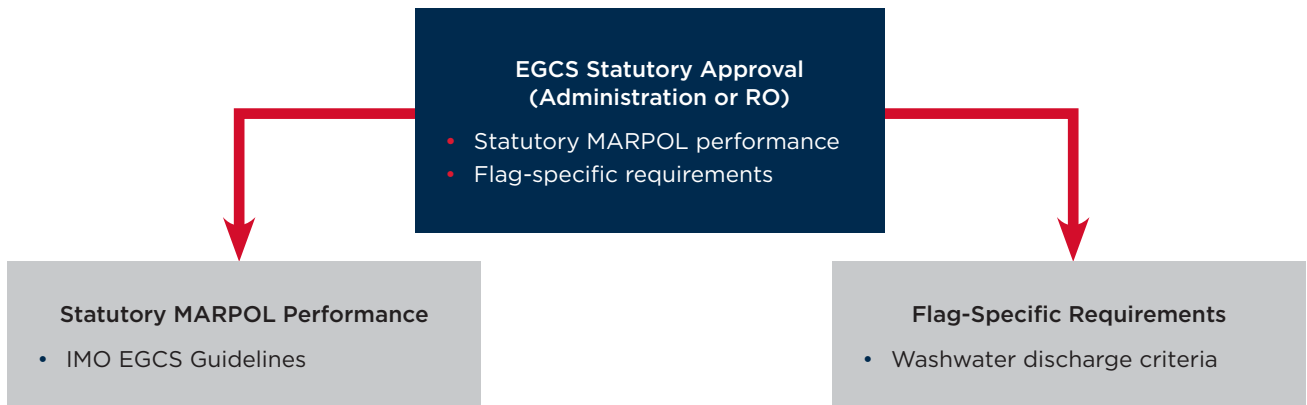 EGCS Statutory Approval
(Administration or RO)
• Statutory MARPOL performance
• Flag-specific requirements
Statutory MARPOL Performance
• IMO EGCS Guidelines
Flag-Specific Requirements
• Washwater discharge criteria